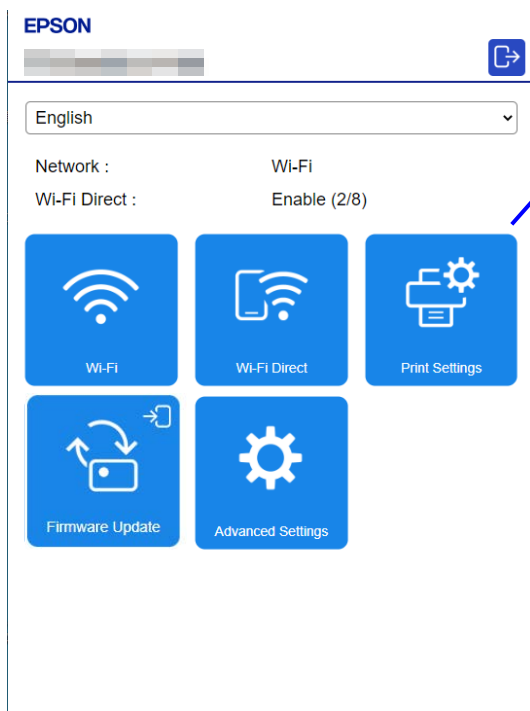 EPSON
English
Network : Wi-Fi
Wi-Fi Direct : Enable (2/8)
Wi-Fi
Wi-Fi Direct
Print Settings
Firmware Update
Advanced Settings